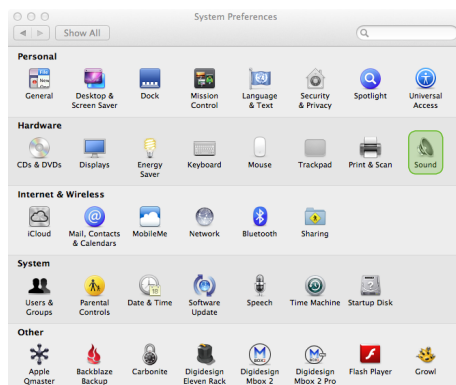 System Preferences
Show All
Personal
General
Desktop & Screen Saver
Dock
Mission Control
Language & Text
Security & Privacy
Spotlight
Universal Access
Hardware
CDs & DVDs
Displays
Energy Saver
Keyboard
Mouse
Trackpad
Print & Scan
Sound
Internet & Wireless
iCloud
Mail, Contacts & Calendars
MobileMe
Network
Bluetooth
Sharing
System
Users & Groups
Parental Controls
Date & Time
Software Update
Speech
Time Machine
Startup Disk
Other
Apple Qmaster
Backblaze Backup
Carbonite
Digidesign Eleven Rack
Digidesign Mbox 2
Digidesign Mbox 2 Pro
Flash Player
Growl